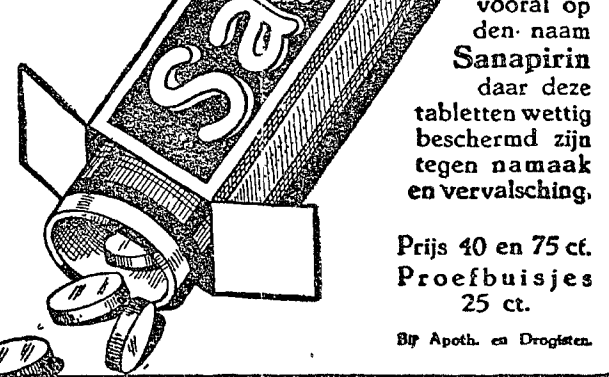 Sa
vooral op
den naam
Sanapirin
daar deze
tabletten wettig
beschermd zijn
tegen namaak
en vervalsching.
Prijs 40 en 75 ct.
Proefbuisjes
25 ct.
Bij Apoth. en Drogisten.